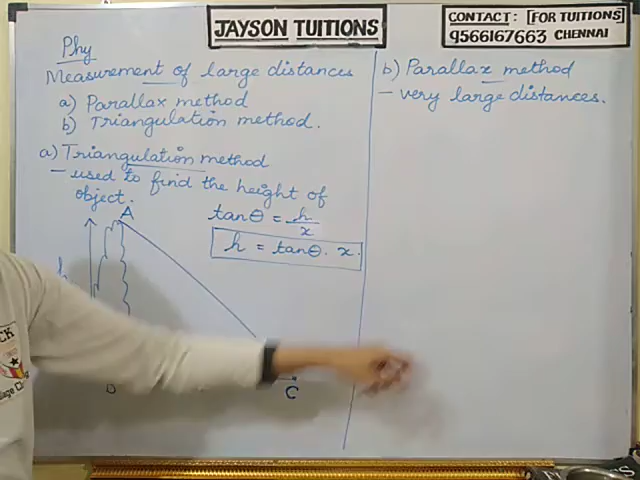 JAYSON TUITIONS
CONTACT: [FOR TUITIONS]
9566167663 CHENNAI
Phy
Measurement of large distances
a) Parallax method
b) Triangulation method.
a) Triangulation method
- used to find the height of
object.
A
h
tanθ = h/x
h = tanθ. x.
C
b) Parallax method
- very large distances.